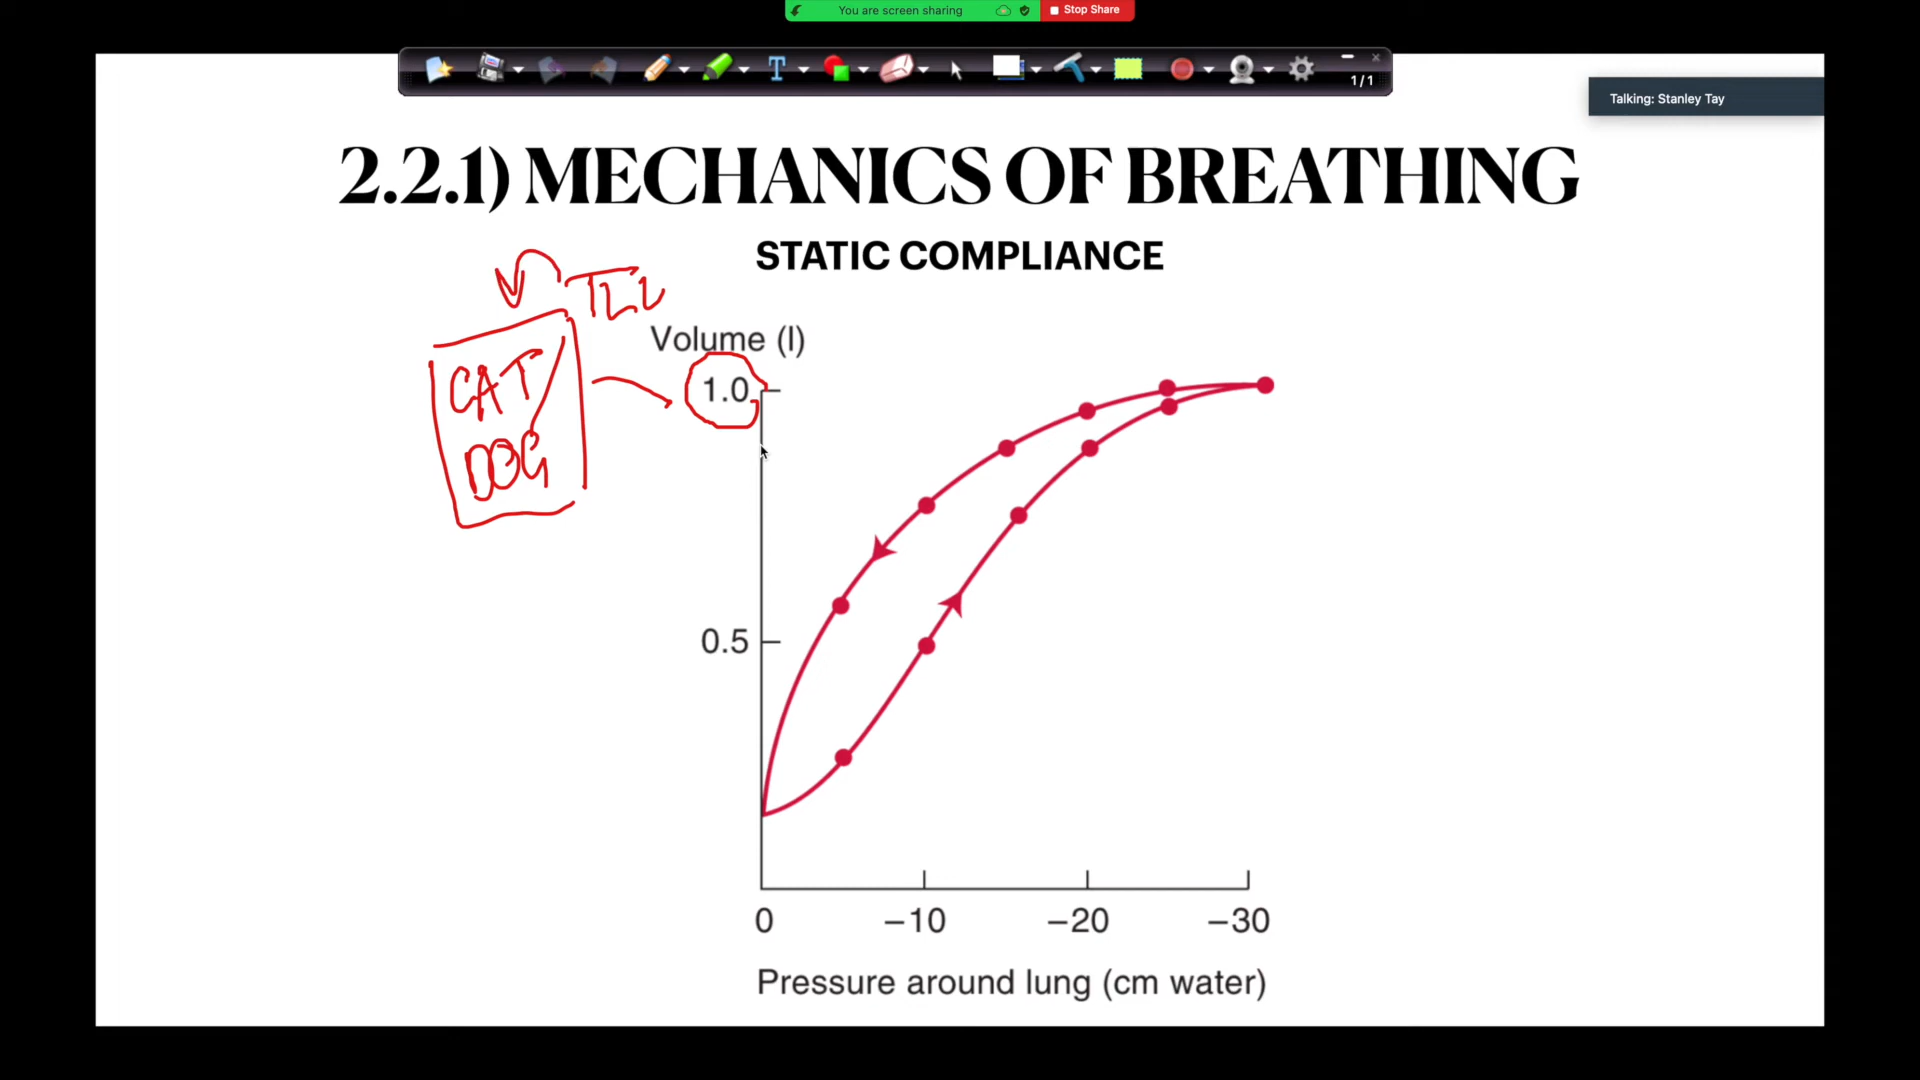 You are screen sharing
Stop Share
1/1
Talking: Stanley Tay
2.2.1) MECHANICS OF BREATHING
STATIC COMPLIANCE
Volume (l)
CAT
DOG
1.0
0.5
0 −10 −20 −30
Pressure around lung (cm water)